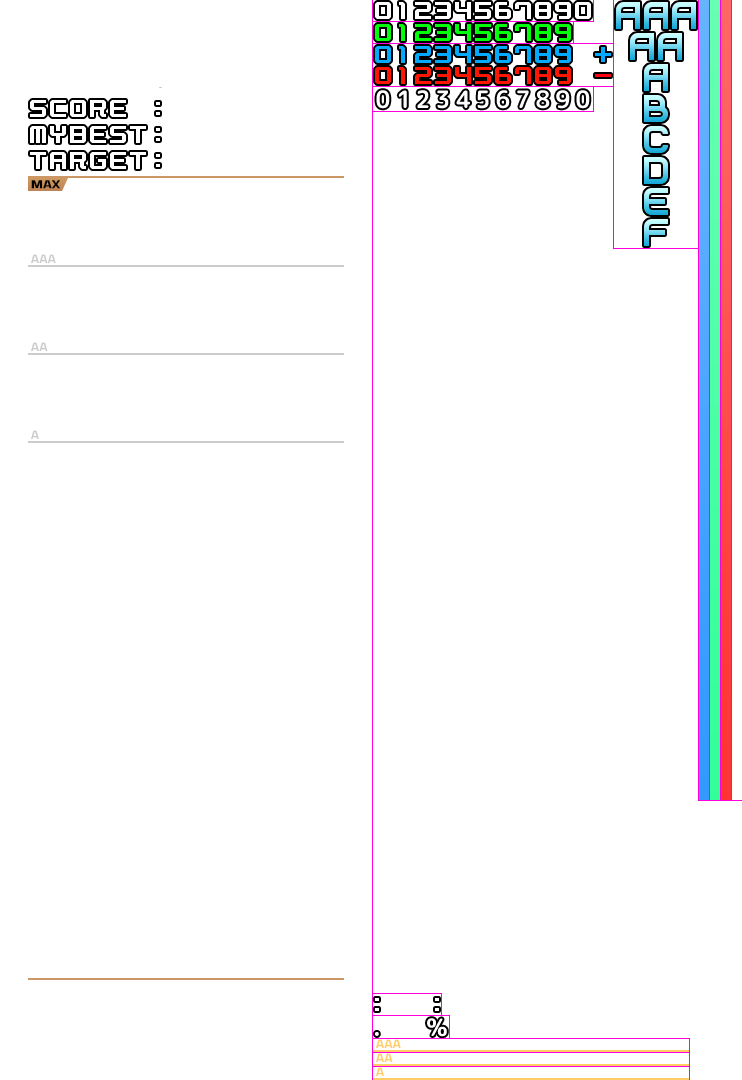 SCORE :
MYBEST :
TARGET :
MAX
AAA
AA
A
01234567890
0123456789
0123456789 +
0123456789 -
01234567890
AAA
AA
A
B
C
D
E
F
: :
. %
AAA
AA
A